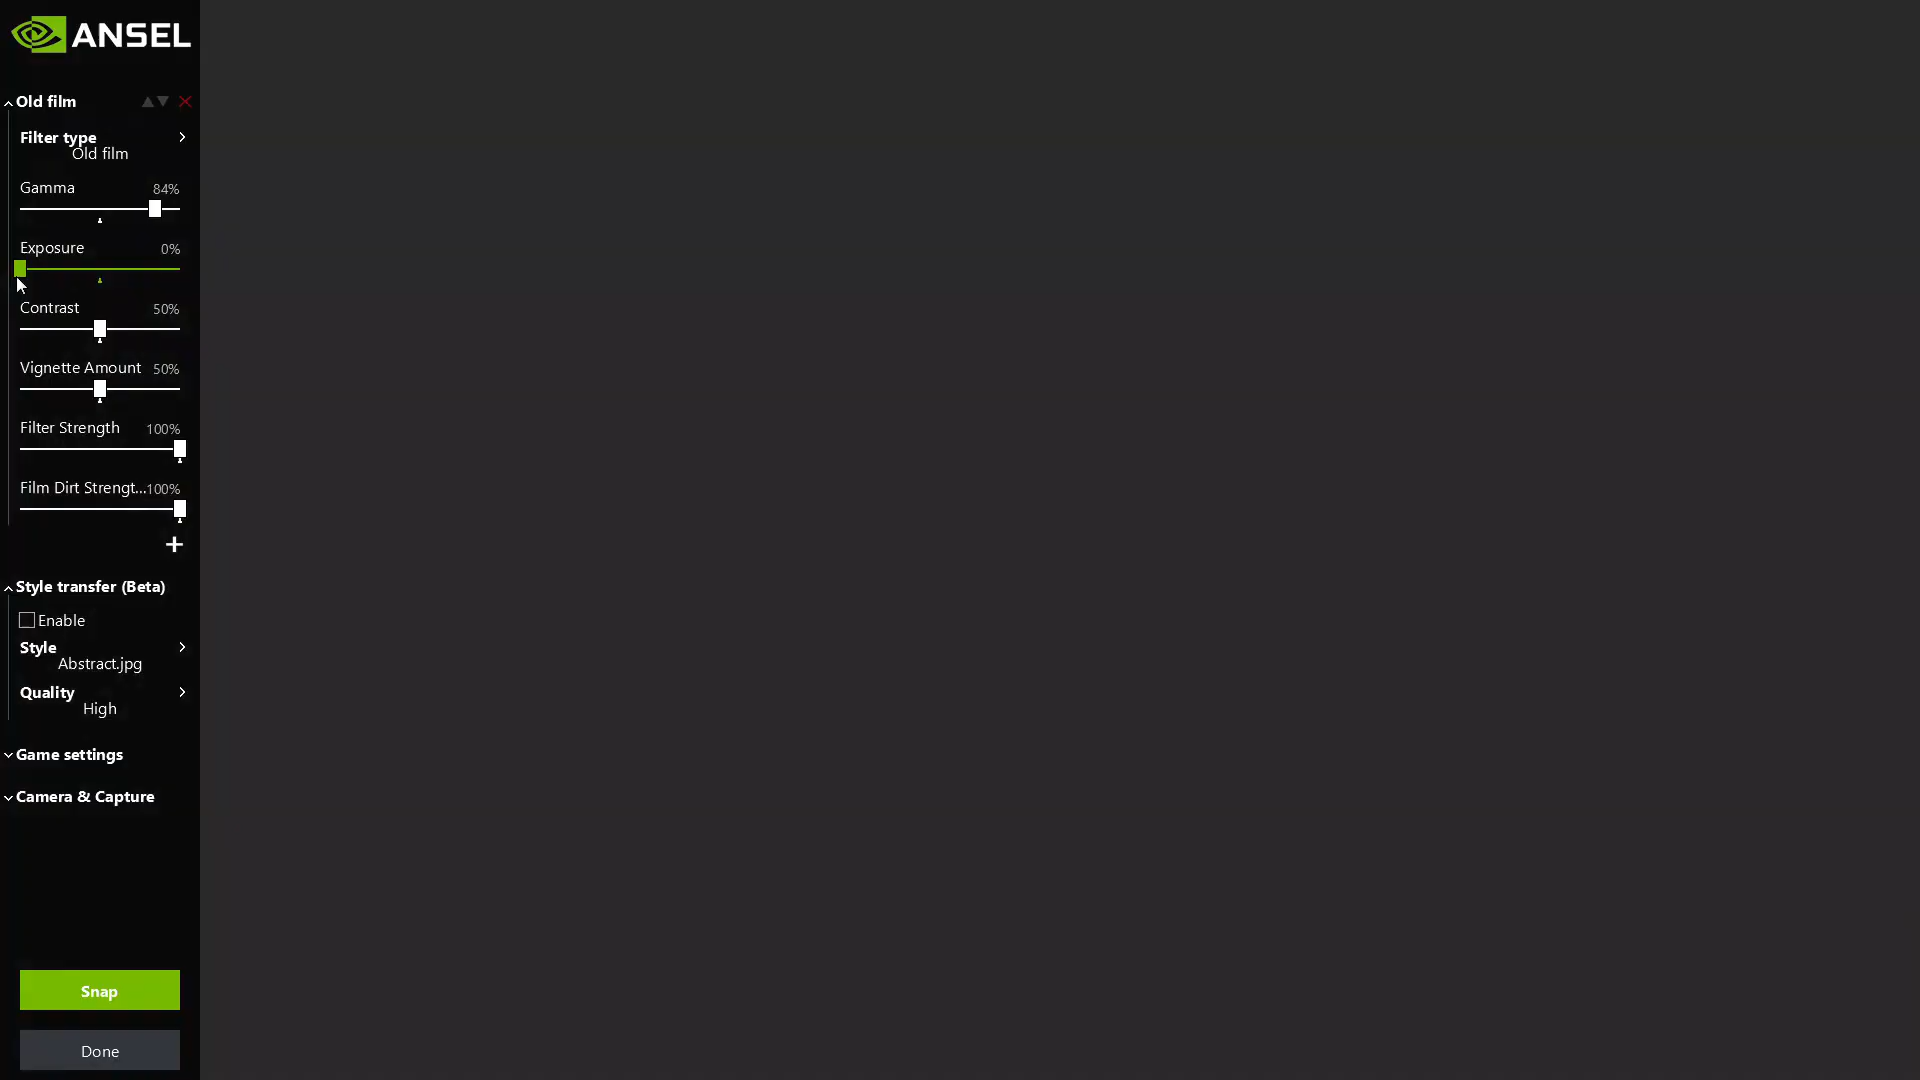 ANSEL
Old film
Filter type
Old film
Gamma 84%
Exposure 0%
Contrast 50%
Vignette Amount 50%
Filter Strength 100%
Film Dirt Strengt...100%
+
Style transfer (Beta)
Enable
Style
Abstract.jpg
Quality
High
Game settings
Camera & Capture
Snap
Done